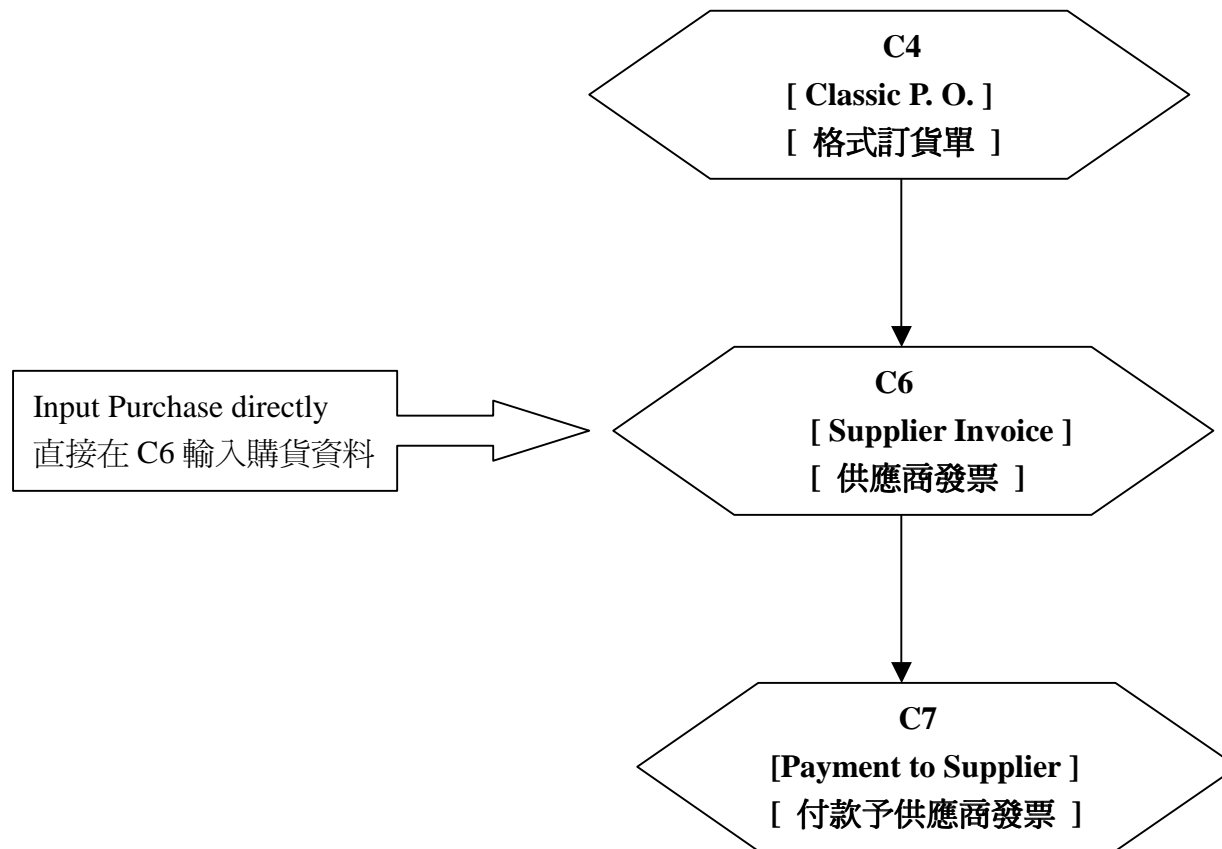 C4
[ Classic P. O. ]
[ 格式訂貨單 ]
Input Purchase directly
直接在 C6 輸入購貨資料
C6
[ Supplier Invoice ]
[ 供應商發票 ]
C7
[Payment to Supplier ]
[ 付款予供應商發票 ]